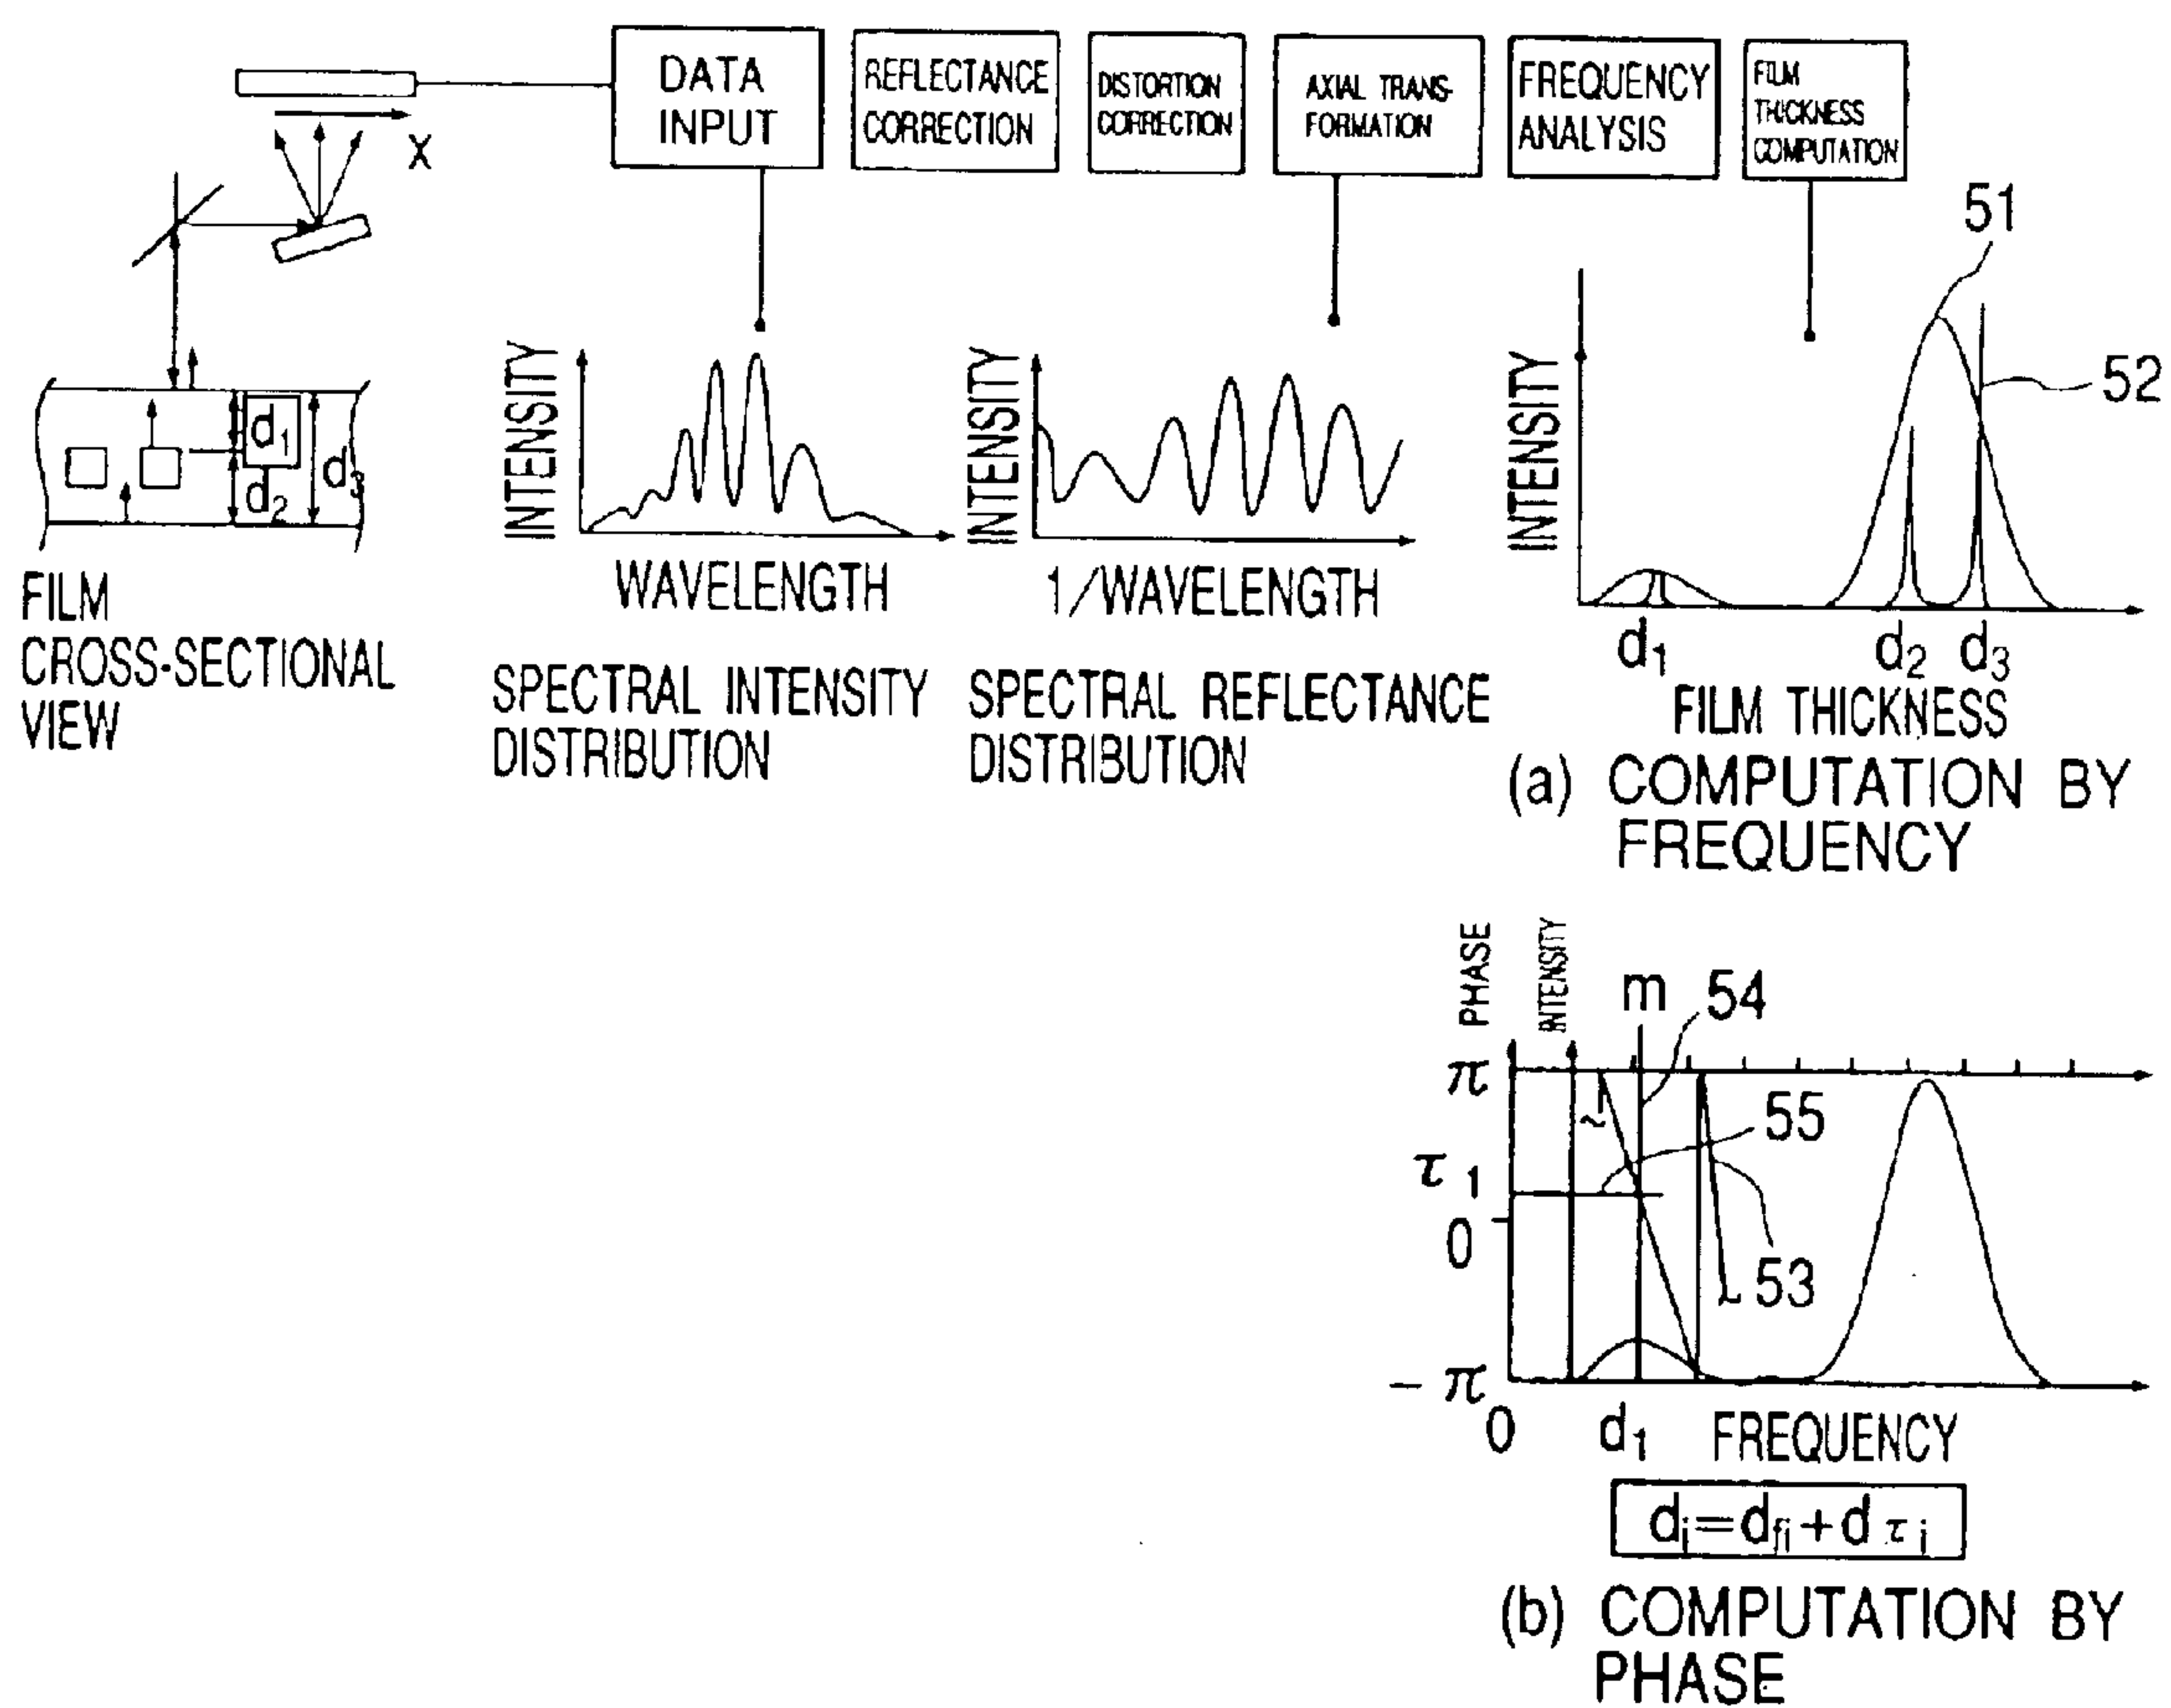 DATA
INPUT
REFLECTANCE
CORRECTION
DISTORTION
CORRECTION
AXIAL TRANS-
FORMATION
FREQUENCY
ANALYSIS
FILM
THICKNESS
COMPUTATION
X
d1
d2
d3
FILM
CROSS-SECTIONAL
VIEW
INTENSITY
WAVELENGTH
SPECTRAL INTENSITY
DISTRIBUTION
INTENSITY
1/WAVELENGTH
SPECTRAL REFLECTANCE
DISTRIBUTION
51
52
INTENSITY
d1 d2 d3
FILM THICKNESS
(a) COMPUTATION BY
FREQUENCY
PHASE
INTENSITY
m
54
55
53
π
τ1
0
-π
0
d1
FREQUENCY
di=dfi+dτi
(b) COMPUTATION BY
PHASE